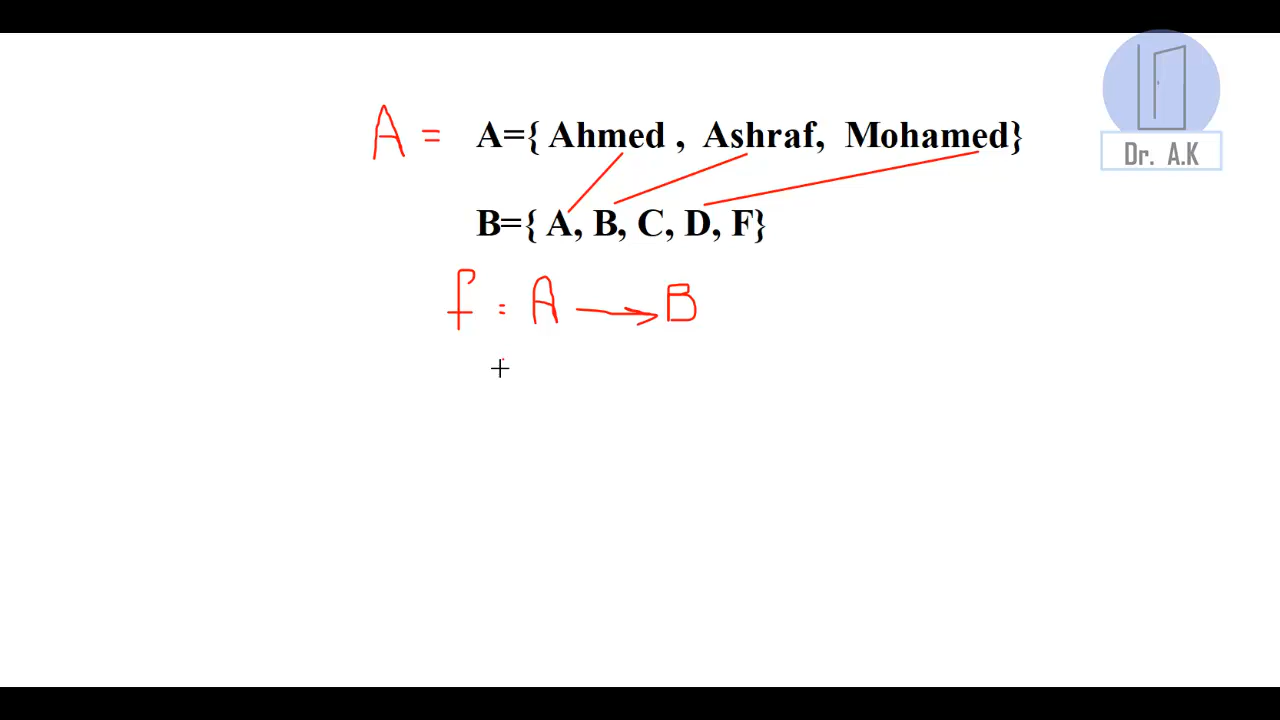 A = A={ Ahmed , Ashraf, Mohamed}
Dr. A.K
B={ A, B, C, D, F}
f : A → B